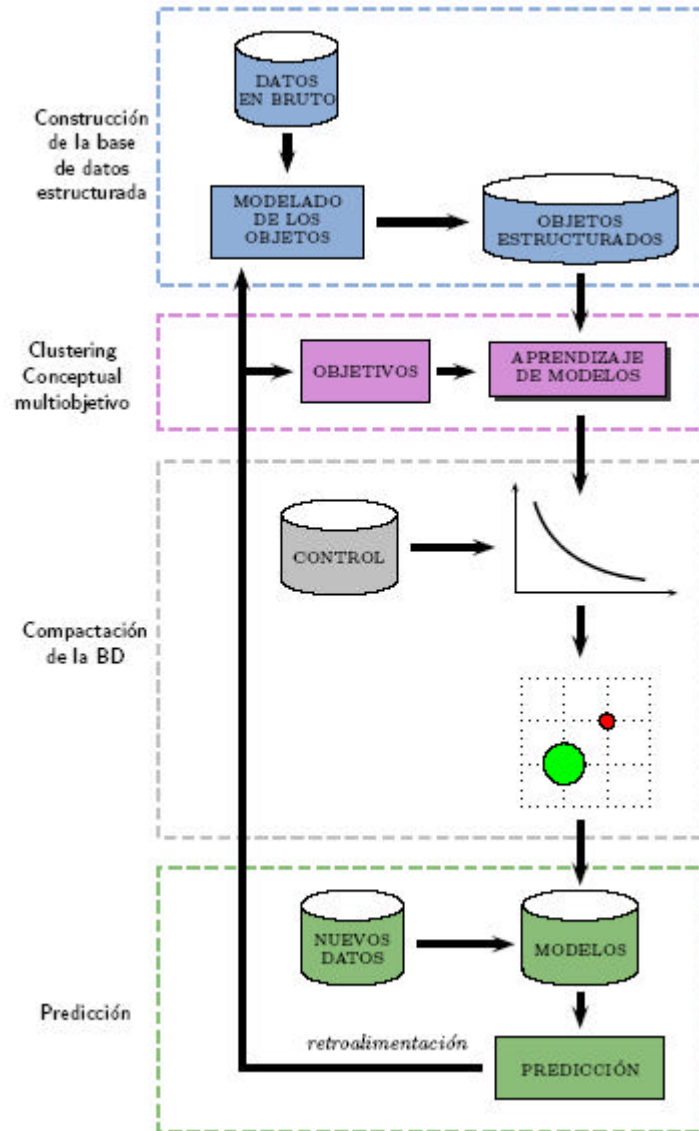 DATOS
EN BRUTO
Construcción
de la base
de datos
estructurada
MODELADO
DE LOS
OBJETOS
OBJETOS
ESTRUCTURADOS
Clustering
Conceptual
multiobjetivo
OBJETIVOS
APRENDIZAJE
DE MODELOS
CONTROL
Compactación
de la BD
NUEVOS
DATOS
MODELOS
Predicción
retroalimentación
PREDICCIÓN